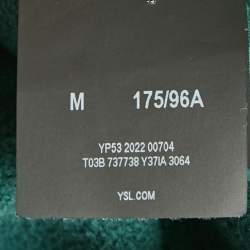 M 175/96A
YP53 2022 00704
T03B 737738 Y37IA 3064
YSL.COM